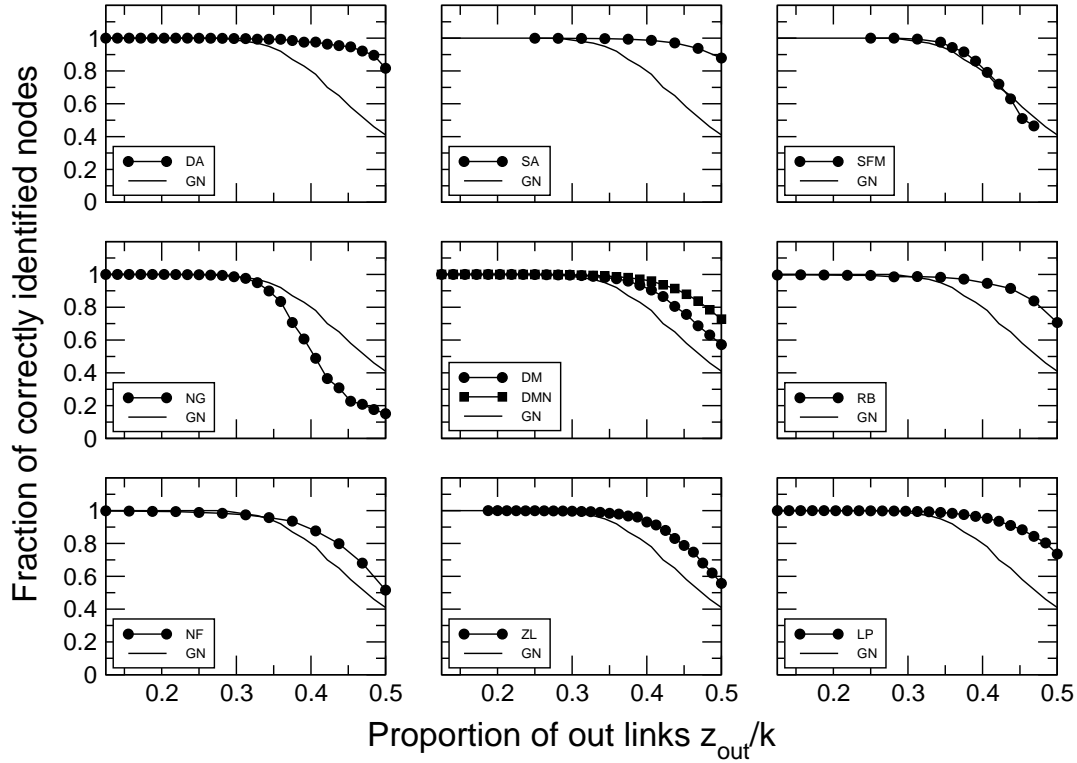 Fraction of correctly identified nodes
1
0.8
0.6
0.4
0.2
0
DA
GN
SA
GN
SFM
GN
1
0.8
0.6
0.4
0.2
0
NG
GN
DM
DMN
GN
RB
GN
1
0.8
0.6
0.4
0.2
0
NF
GN
ZL
GN
LP
GN
0.2 0.3 0.4 0.5
0.2 0.3 0.4 0.5
0.2 0.3 0.4 0.5
Proportion of out links z_out/k